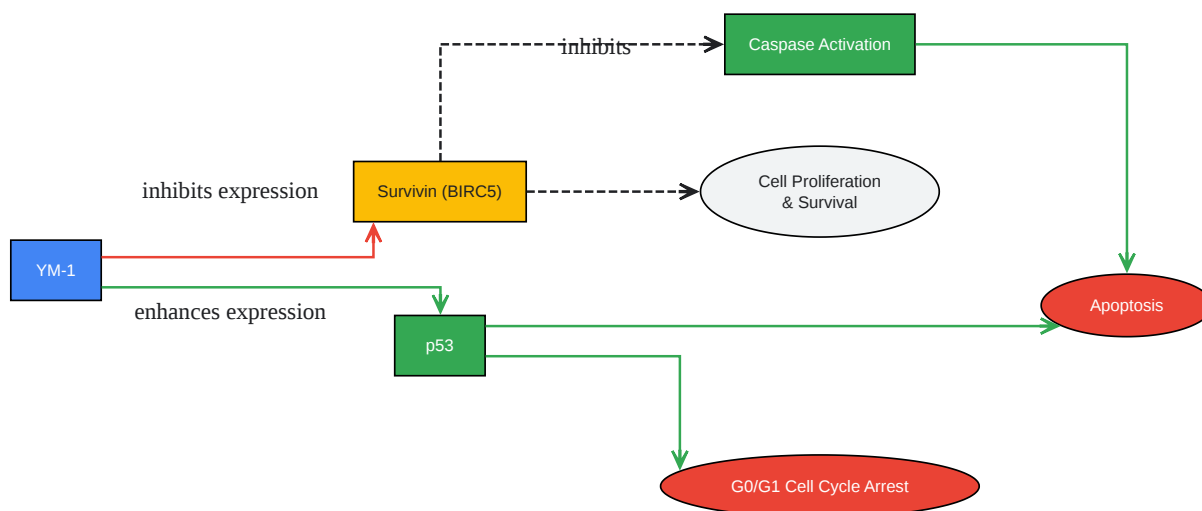 inhibits
Caspase Activation
inhibits expression
Survivin (BIRC5)
Cell Proliferation
& Survival
YM-1
enhances expression
p53
Apoptosis
G0/G1 Cell Cycle Arrest